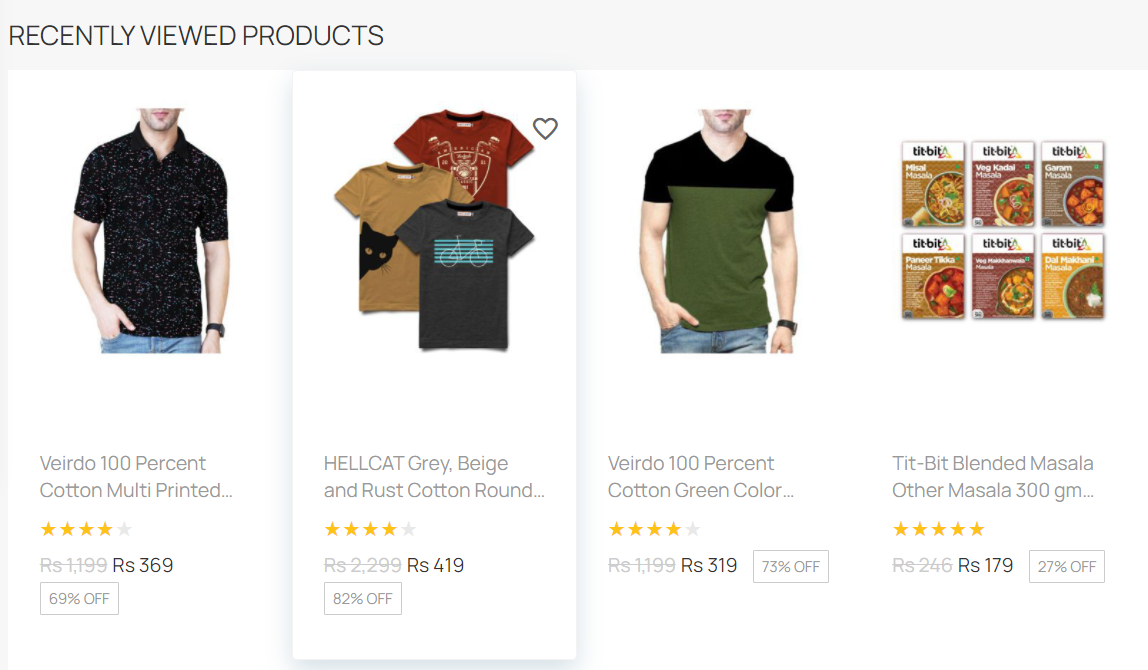 RECENTLY VIEWED PRODUCTS
AMERICAN
tit-bit
Misal
Masala
tit-bit
Veg Kadai
Masala
tit-bit
Garam
Masala
tit-bit
Paneer Tikka
Masala
tit-bit
Veg Makhanwala
Masala
tit-bit
Dal Makhani
Masala
Veirdo 100 Percent
Cotton Multi Printed...
Rs 1,199 Rs 369
69% OFF
HELLCAT Grey, Beige
and Rust Cotton Round...
Rs 2,299 Rs 419
82% OFF
Veirdo 100 Percent
Cotton Green Color...
Rs 1,199 Rs 319 73% OFF
Tit-Bit Blended Masala
Other Masala 300 gm...
Rs 246 Rs 179 27% OFF